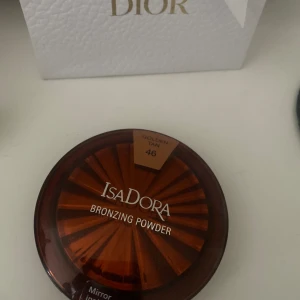 DIOR
46
ISADORA
BRONZING POWDER
Mirror